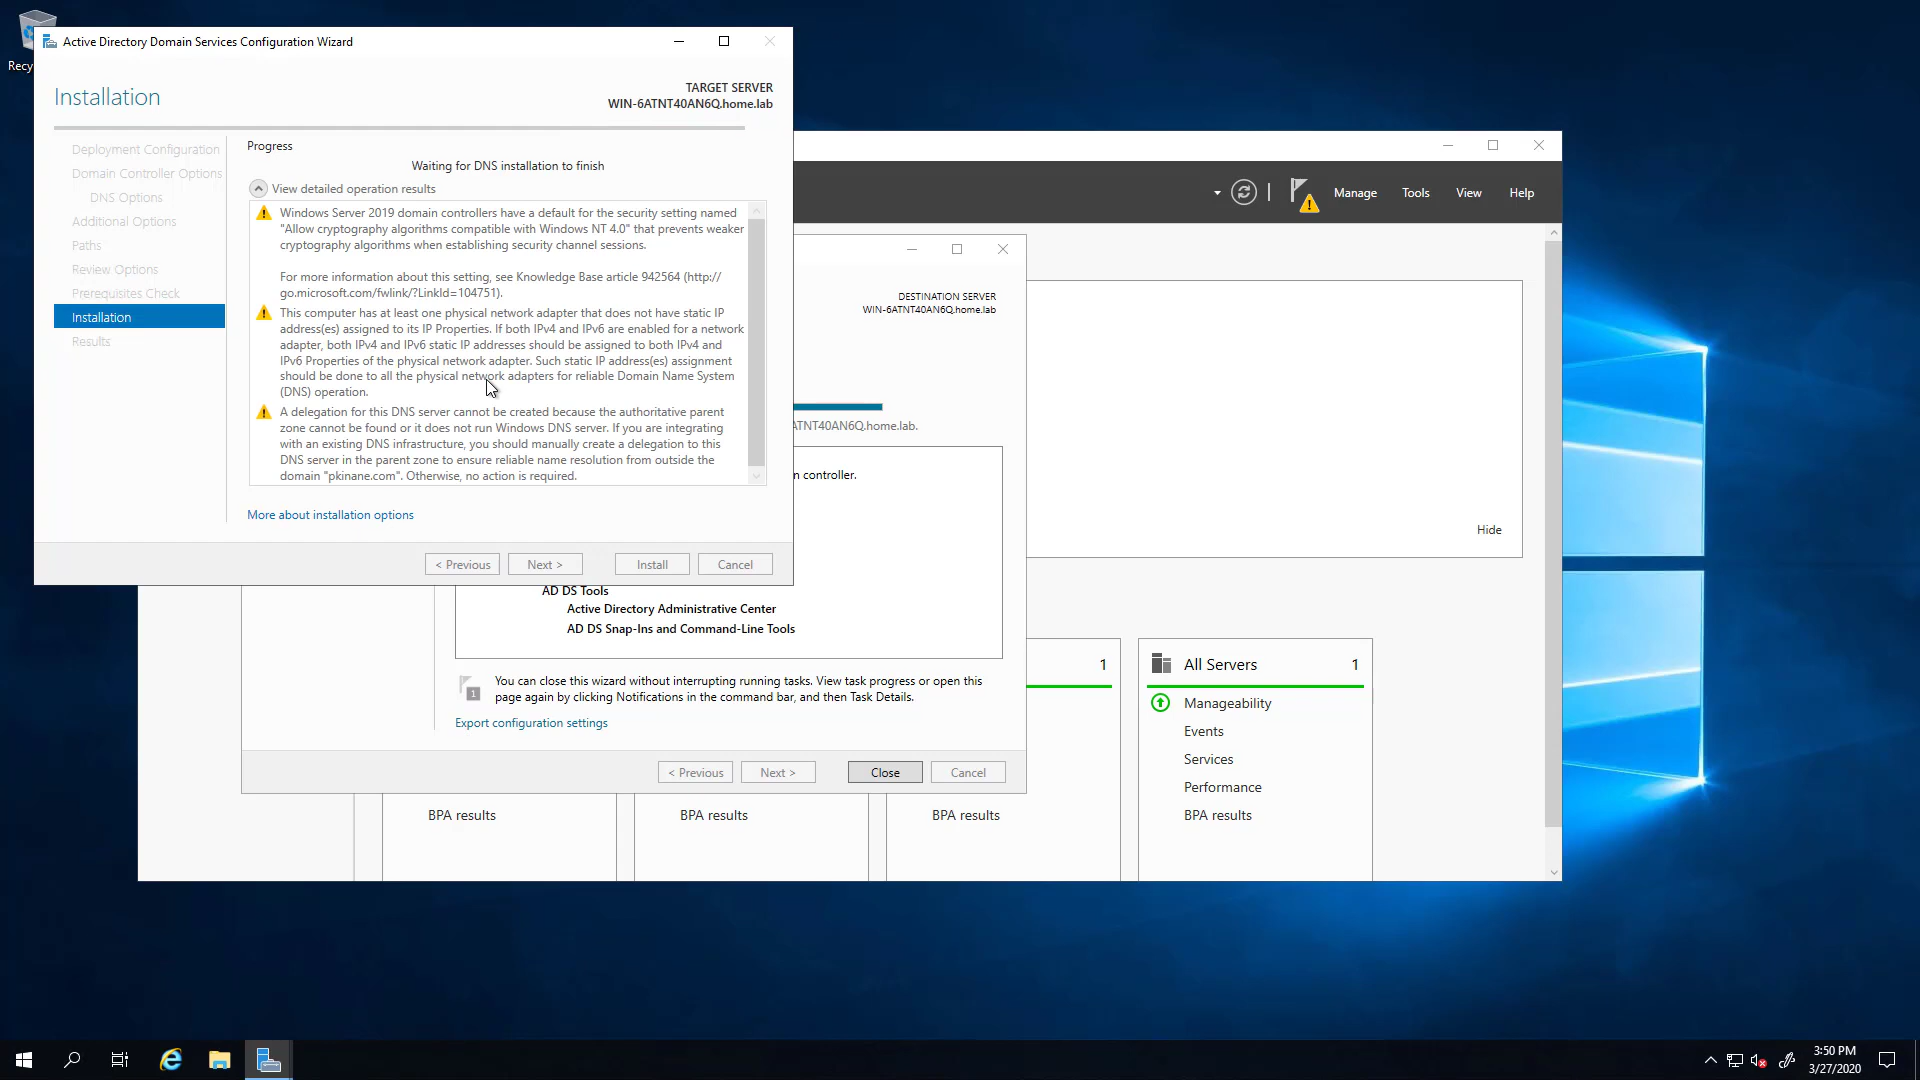 Recy
Active Directory Domain Services Configuration Wizard
Installation
TARGET SERVER
WIN-6ATNT40AN6Q.home.lab
Deployment Configuration
Domain Controller Options
DNS Options
Additional Options
Paths
Review Options
Prerequisites Check
Installation
Results
Progress
Waiting for DNS installation to finish
View detailed operation results
Windows Server 2019 domain controllers have a default for the security setting named
"Allow cryptography algorithms compatible with Windows NT 4.0" that prevents weaker
cryptography algorithms when establishing security channel sessions.
For more information about this setting, see Knowledge Base article 942564 (http://
go.microsoft.com/fwlink/?LinkId=104751).
This computer has at least one physical network adapter that does not have static IP
address(es) assigned to its IP Properties. If both IPv4 and IPv6 are enabled for a network
adapter, both IPv4 and IPv6 static IP addresses should be assigned to both IPv4 and
IPv6 Properties of the physical network adapter. Such static IP address(es) assignment
should be done to all the physical network adapters for reliable Domain Name System
(DNS) operation.
A delegation for this DNS server cannot be created because the authoritative parent
zone cannot be found or it does not run Windows DNS server. If you are integrating
with an existing DNS infrastructure, you should manually create a delegation to this
DNS server in the parent zone to ensure reliable name resolution from outside the
domain "pkinane.com". Otherwise, no action is required.
More about installation options
< Previous
Next >
Install
Cancel
Manage
Tools
View
Help
DESTINATION SERVER
WIN-6ATNT40AN6Q.home.lab
ATNT40AN6Q.home.lab.
n controller.
AD DS Tools
Active Directory Administrative Center
AD DS Snap-Ins and Command-Line Tools
1
You can close this wizard without interrupting running tasks. View task progress or open this
page again by clicking Notifications in the command bar, and then Task Details.
Export configuration settings
< Previous
Next >
Close
Cancel
Hide
1
All Servers
1
Manageability
Events
Services
Performance
BPA results
BPA results
BPA results
BPA results
3:50 PM
3/27/2020